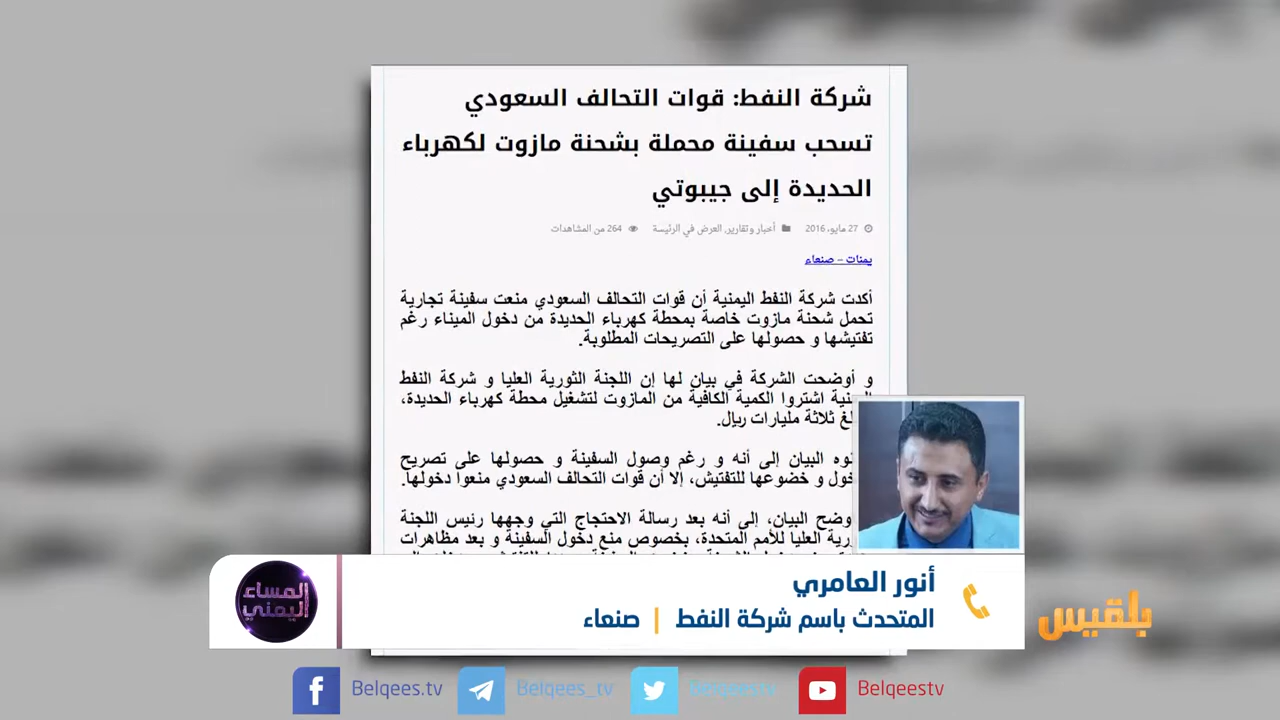 شركة النفط: قوات التحالف السعودي
تسحب سفينة محملة بشحنة مازوت لكهرباء
الحديدة إلى جيبوتي
27 مايو، 2016 أخبار وتقارير, العرض في الرئيسة 264 من المشاهدات
يمنات – صنعاء
أكدت شركة النفط اليمنية أن قوات التحالف السعودي منعت سفينة تجارية
تحمل شحنة مازوت خاصة بمحطة كهرباء الحديدة من دخول الميناء رغم
تفتيشها و حصولها على التصريحات المطلوبة.
و أوضحت الشركة في بيان لها إن اللجنة الثورية العليا و شركة النفط
اشتروا الكمية الكافية من المازوت لتشغيل محطة كهرباء الحديدة،
ثلاثة مليارات ريال.
البيان إلى أنه و رغم وصول السفينة و حصولها على تصريح
و خضوعها للتفتيش، إلا أن قوات التحالف السعودي منعوا دخولها.
البيان، إلى أنه بعد رسالة الاحتجاج التي وجهها رئيس اللجنة
العليا للأمم المتحدة، بخصوص منع دخول السفينة و بعد مظاهرات
أنور العامري
المتحدث باسم شركة النفط | صنعاء
المساء
اليمني
بلقيس
Belqees.tv
Belqees_tv
Belqeestv
Belqeestv